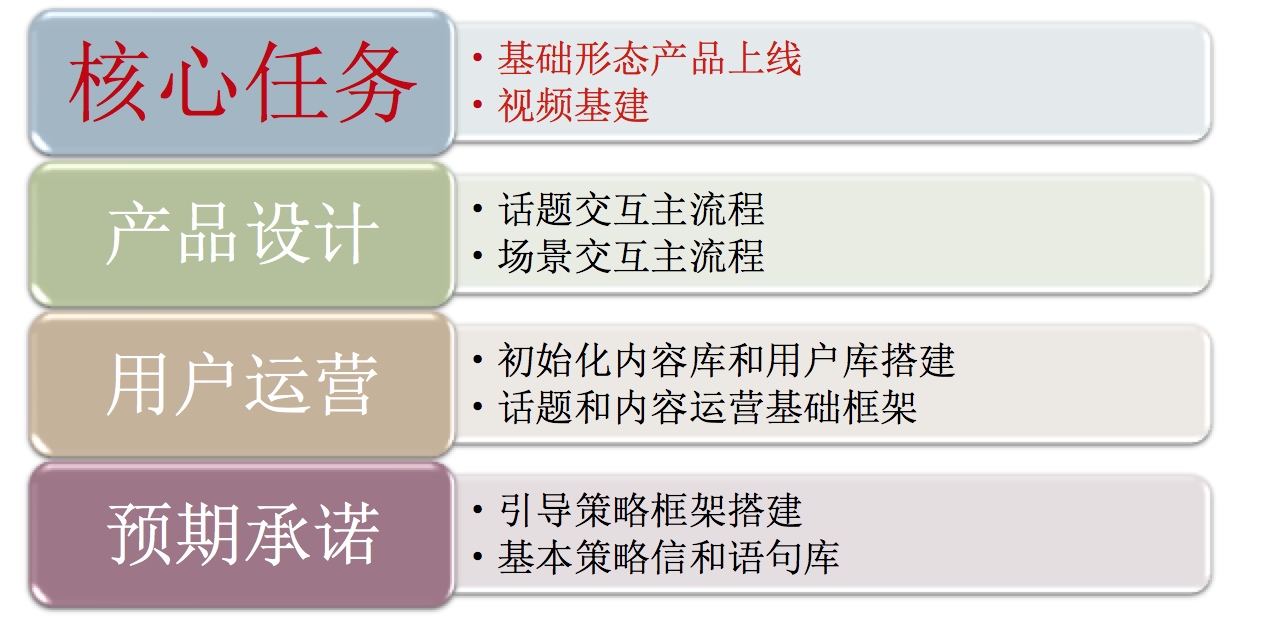 核心任务
• 基础形态产品上线
• 视频基建
产品设计
• 话题交互主流程
• 场景交互主流程
用户运营
• 初始化内容库和用户库搭建
• 话题和内容运营基础框架
预期承诺
• 引导策略框架搭建
• 基本策略信和语句库